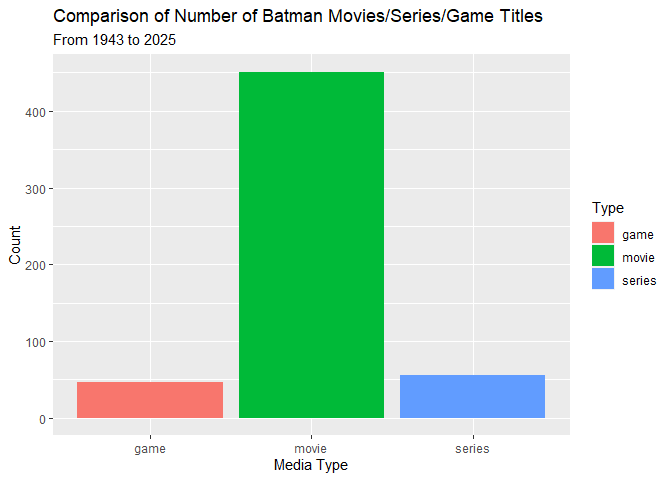 Comparison of Number of Batman Movies/Series/Game Titles
From 1943 to 2025
Count
400
300
200
100
0
game
movie
series
Media Type
Type
game
movie
series